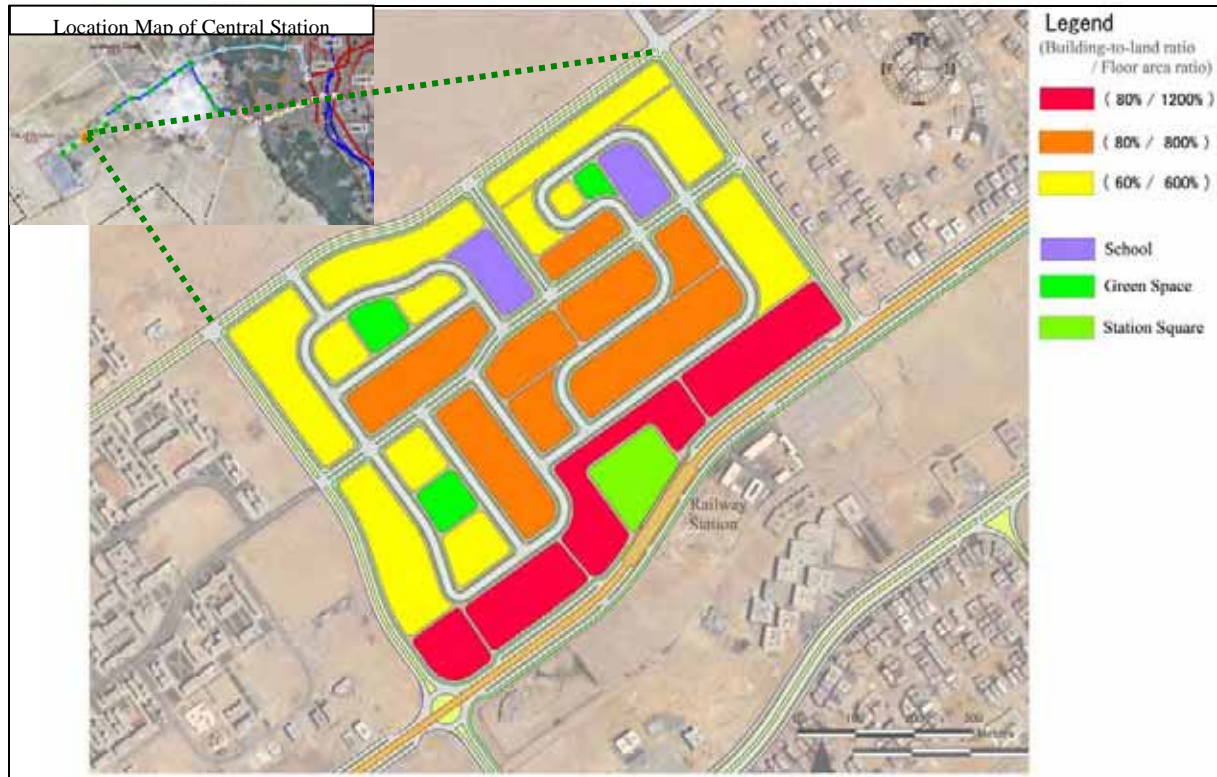 Location Map of Central Station
Legend
(Building-to-land ratio
/ Floor area ratio)
( 80% / 1200% )
( 80% / 800% )
( 60% / 600% )
School
Green Space
Station Square
Railway
Station